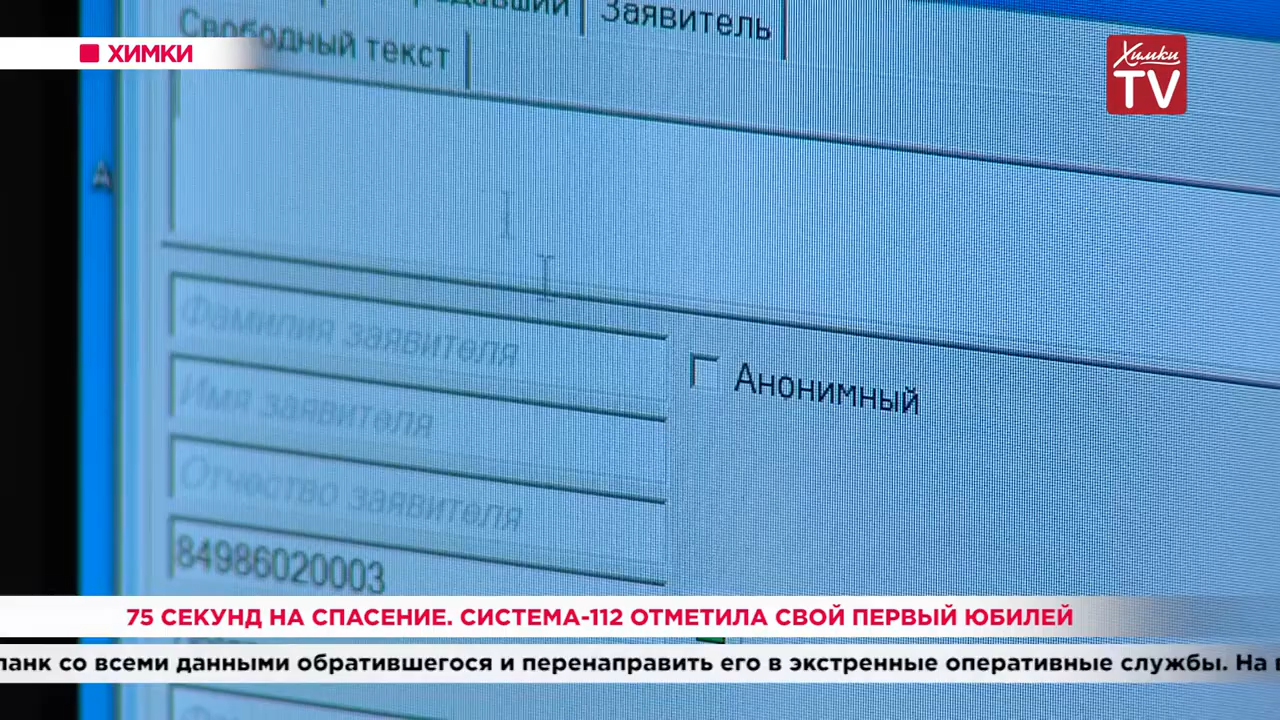 Заявитель
Свободный текст
ХИМКИ
Химки
TV
Фамилия заявителя
Анонимный
Имя заявителя
Отчество заявителя
84986020003
75 СЕКУНД НА СПАСЕНИЕ. СИСТЕМА-112 ОТМЕТИЛА СВОЙ ПЕРВЫЙ ЮБИЛЕЙ
со всеми данными обратившегося и перенаправить его в экстренные оперативные службы. На